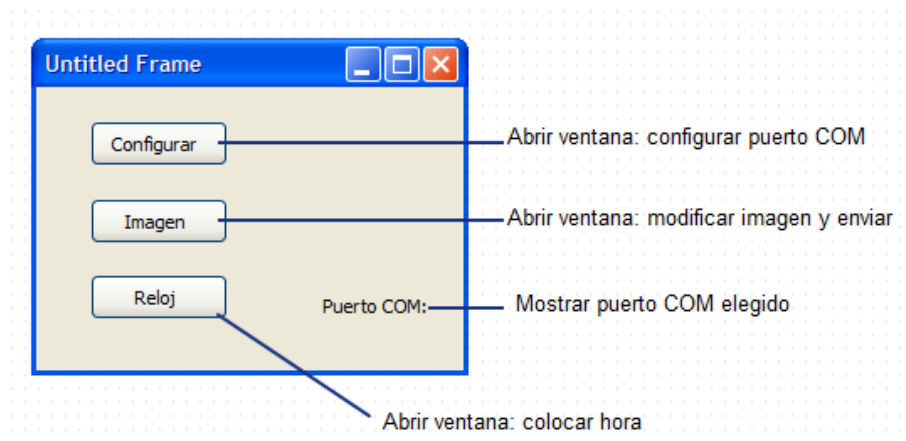 Untitled Frame
Configurar
Abrir ventana: configurar puerto COM
Imagen
Abrir ventana: modificar imagen y enviar
Reloj
Puerto COM:
Mostrar puerto COM elegido
Abrir ventana: colocar hora